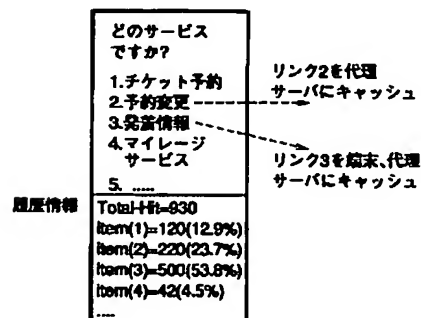 どのサービス
ですか?
1.チケット予約
2.予約変更
3.発着情報
4.マイレージ
サービス
5. .....
リンク2を代理
サーバにキャッシュ
リンク3を端末、代理
サーバにキャッシュ
履歴情報
Total-Hit=930
item(1)=120(12.9%)
item(2)=220(23.7%)
item(3)=500(53.8%)
item(4)=42(4.5%)
....